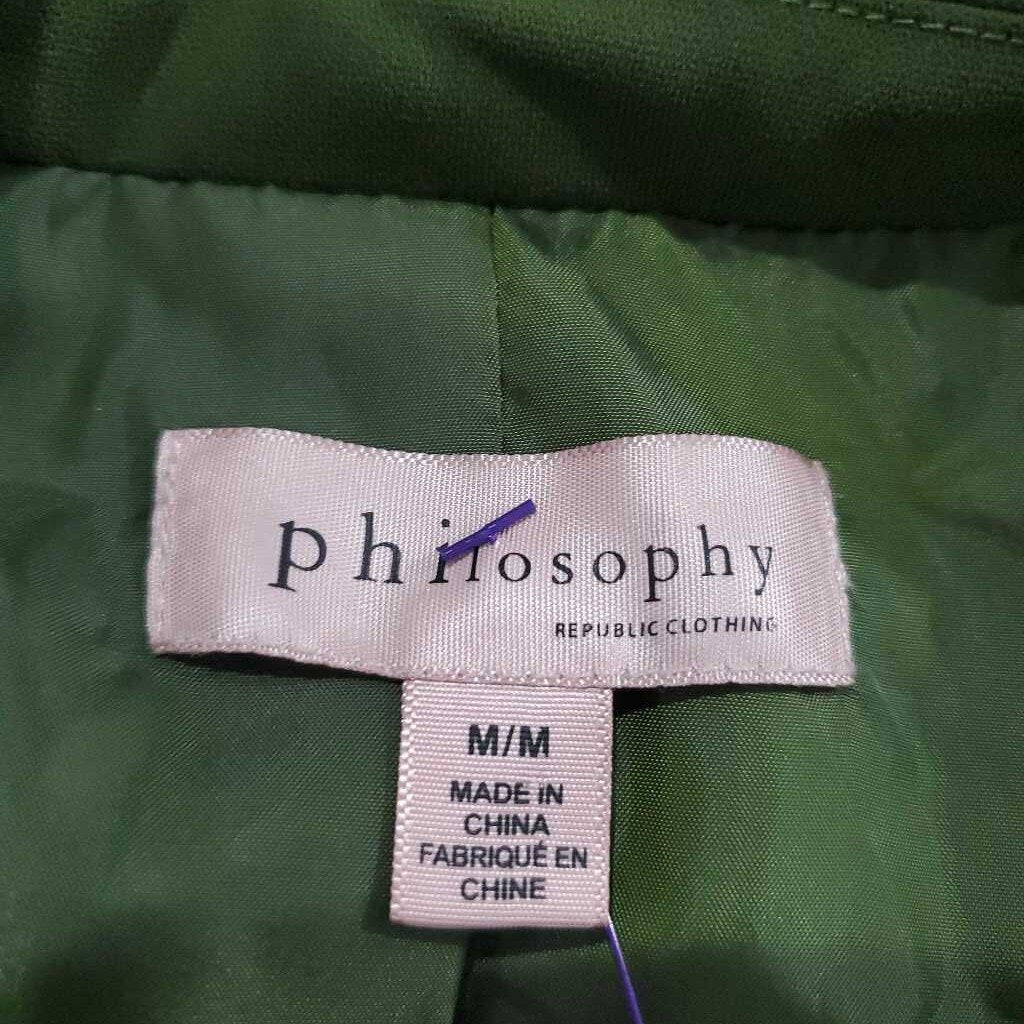 philosophy
REPUBLIC CLOTHING
M/M
MADE IN
CHINA
FABRIQUÉ EN
CHINE